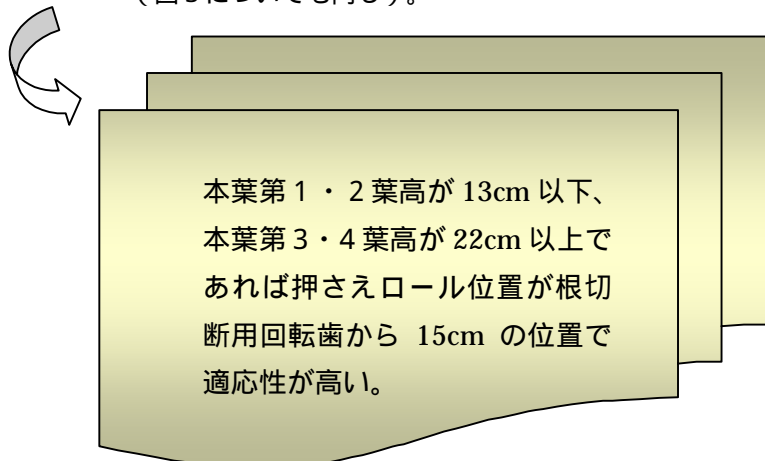 本葉第１・２葉高が 13cm 以下、
本葉第３・４葉高が 22cm 以上で
あれば押さえロール位置が根切
断用回転歯から 15cm の位置で
適応性が高い。